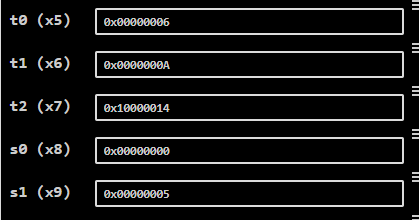 t0 (x5) 0x00000006
t1 (x6) 0x0000000A
t2 (x7) 0x10000014
s0 (x8) 0x00000000
s1 (x9) 0x00000005